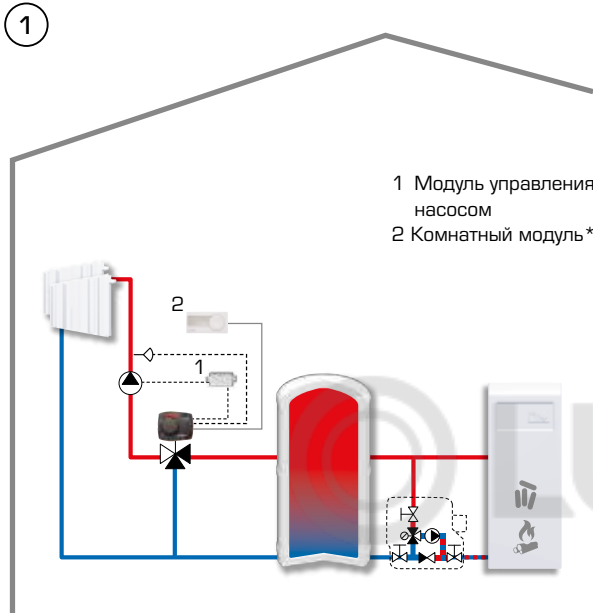 1
1 Модуль управления
насосом
2 Комнатный модуль*
2
1